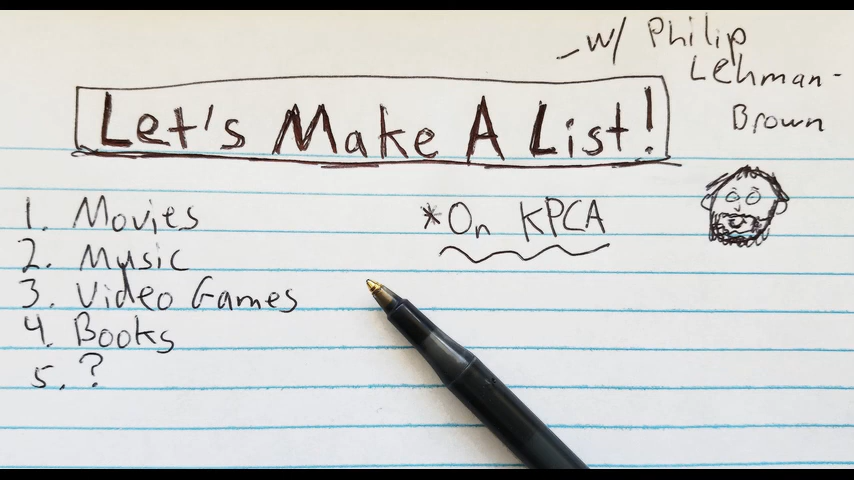 - w/ Philip
Lehman-
Brown
Let's Make A List!
1. Movies
2. Music
3. Video Games
4. Books
5. ?
*On KPCA